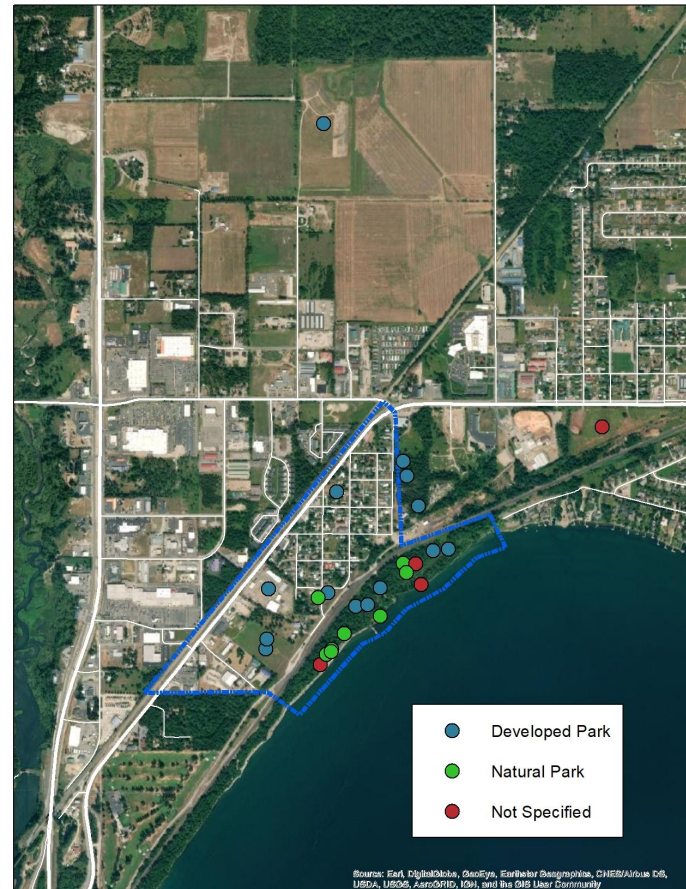 Developed Park
Natural Park
Not Specified
Source: Esri, DigitalGlobe, GeoEye, Earthstar Geographics, CNES/Airbus DS,
USDA, USGS, AeroGRID, IGN, and the GIS User Community